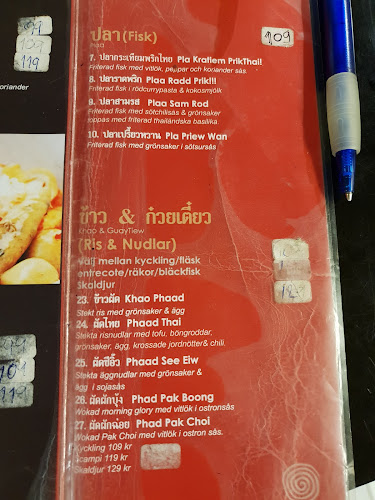 ปลา (Fisk)
Plaa
109
7. ปลากระเทียมพริกไทย Pla Kratiem PrikThai!
Friterad fisk med vitlök, peppar och koriander sås.
8. ปลาราดพริก Plaa Radd Prik!!!
Friterad fisk i rödcurrypasta & kokosmjölk
9. ปลาสามรส Plaa Sam Rod
Friterad fisk med sötchilisås & grönsaker
toppas med friterad thailändska basilika.
10. ปลาเปรี้ยวหวาน Pla Priew Wan
Friterad fisk med grönsaker i sötsursås
ข้าว & ก๋วยเตี๋ยว
Khao & GuayTiew
(Ris & Nudlar)
Välj mellan kyckling/fläsk
entrecote/räkor/bläckfisk
Skaldjur
23. ข้าวผัด Khao Phaad
Stekt ris med grönsaker & ägg
24. ผัดไทย Phaad Thai
Stekta risnudlar med tofu, böngroddar,
grönsaker, ägg, krossade jordnötter& chili.
25. ผัดซีอิ๊ว Phaad See Eiw
Stekta äggnudlar med grönsaker &
ägg i sojasås
26. ผัดผักบุ้ง Phad Pak Boong
Wokad morning glory med vitlök i ostronsås
27. ผัดผักฉ่อย Phad Pak Choi
Wokad Pak Choi med vitlök i ostron sås.
Kyckling 109 kr
Scampi 119 kr
Skaldjur 129 kr
119
oriander